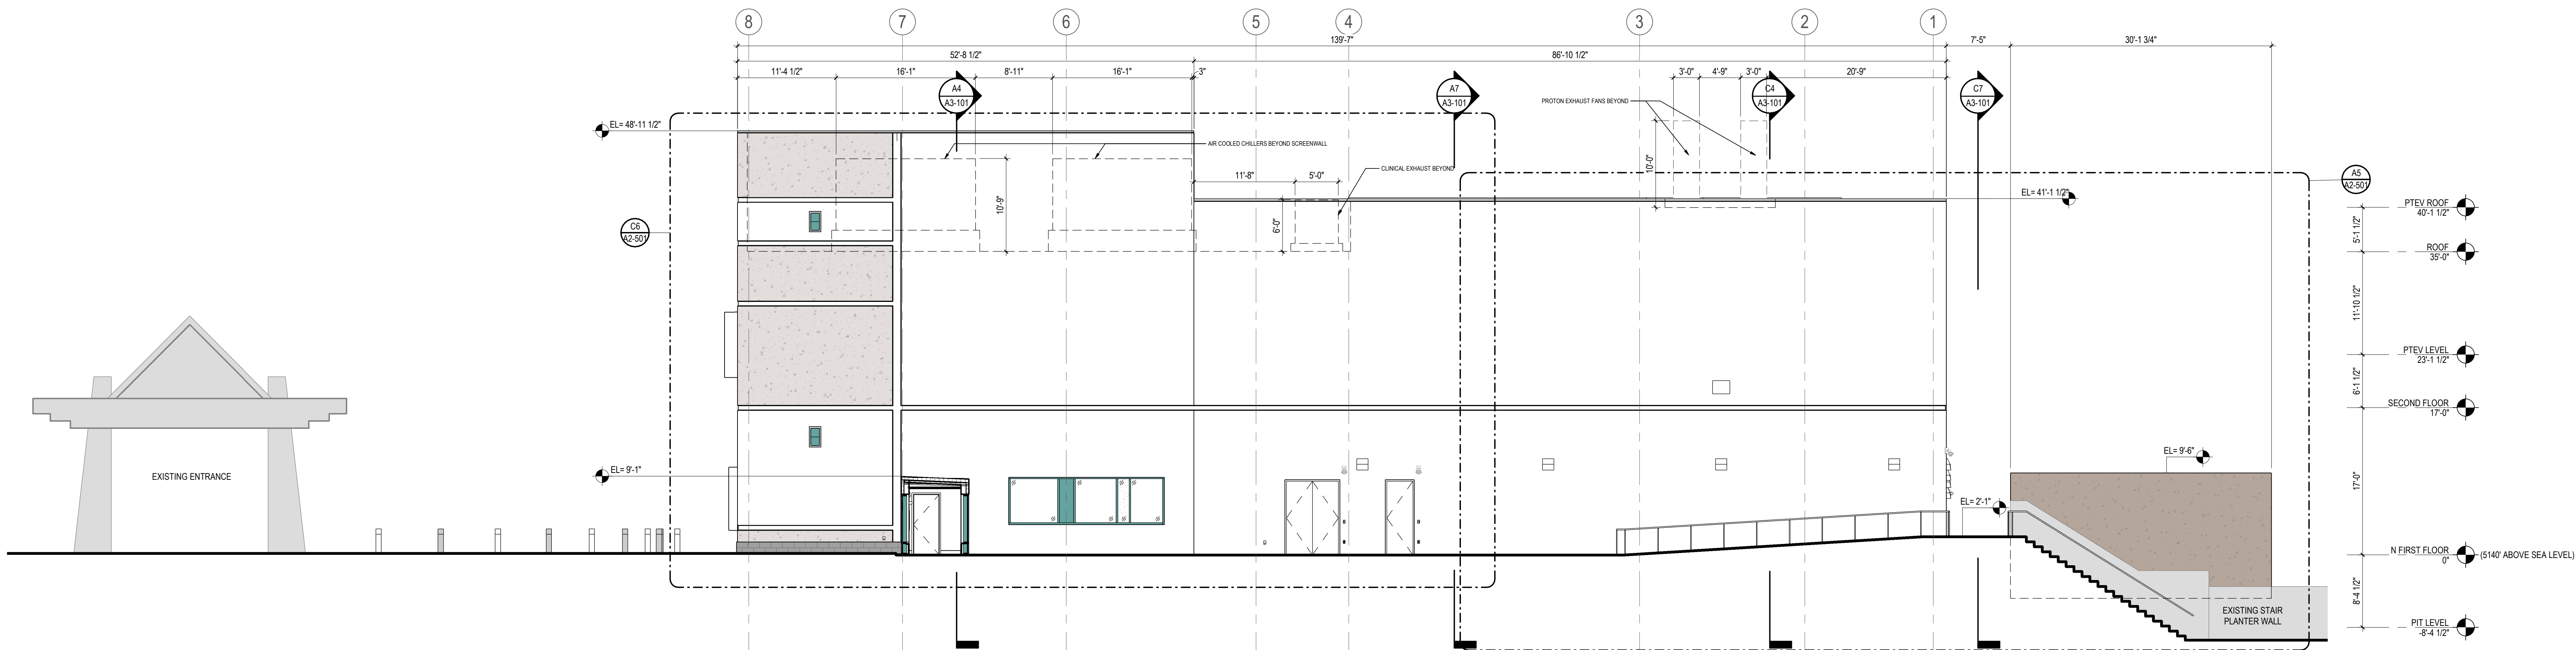 8
7
6
5
4
3
2
1
139'-7"
7'-5"
30'-1 3/4"
52'-8 1/2"
86'-10 1/2"
11'-4 1/2"
16'-1"
8'-11"
16'-1"
3"
3'-0"
4'-9"
3'-0"
20'-9"
A4
A3-101
A7
A3-101
C4
A3-101
C7
A3-101
PROTON EXHAUST FANS BEYOND
EL= 48'-11 1/2"
AIR COOLED CHILLERS BEYOND SCREENWALL
CLINICAL EXHAUST BEYOND
10'-0"
11'-8"
5'-0"
A5
A2-501
EL= 41'-1 1/2"
10'-9"
6'-0"
C6
A2-501
PTEV ROOF
40'-1 1/2"
5'-1 1/2"
ROOF
35'-0"
11'-10 1/2"
PTEV LEVEL
23'-1 1/2"
6'-1 1/2"
SECOND FLOOR
17'-0"
EXISTING ENTRANCE
EL= 9'-1"
EL= 9'-6"
17'-0"
EL= 2'-1"
N FIRST FLOOR
0"
(5140' ABOVE SEA LEVEL)
8'-4 1/2"
EXISTING STAIR
PLANTER WALL
PIT LEVEL
-8'-4 1/2"